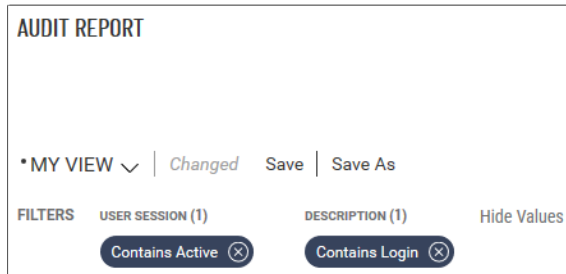 AUDIT REPORT
•MY VIEW Changed Save Save As
FILTERS USER SESSION (1) DESCRIPTION (1) Hide Values
Contains Active Contains Login